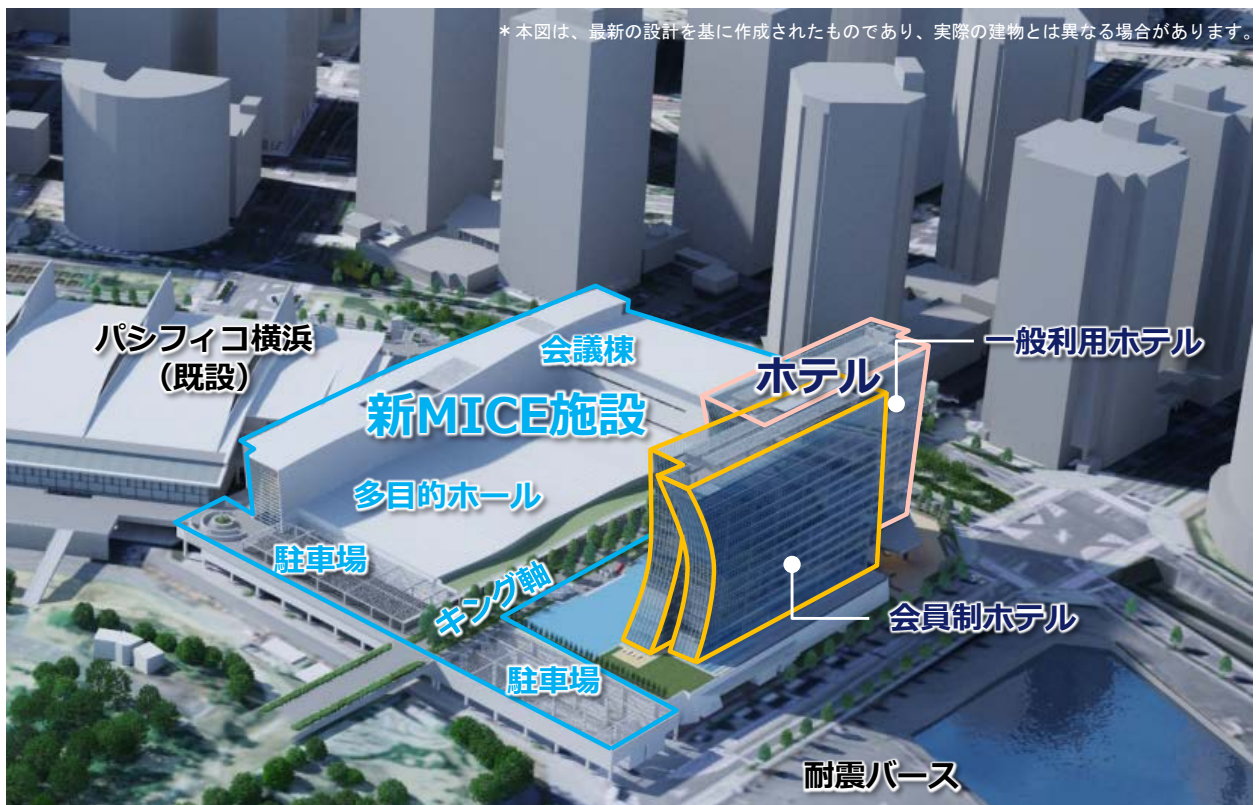 ＊本図は、最新の設計を基に作成されたものであり、実際の建物とは異なる場合があります。
パシフィコ横浜
（既設）
会議棟
新MICE施設
多目的ホール
駐車場
キング軸
駐車場
ホテル
一般利用ホテル
会員制ホテル
耐震バース